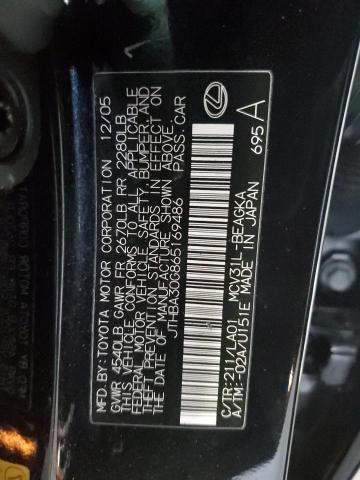 MFD BY:TOYOTA MOTOR CORPORATION 12/05
GVWR 4540LB GAWR FR 2670LB RR 2280LB
THIS VEHICLE CONFORMS TO ALL APPLICABLE
FEDERAL MOTOR VEHICLE SAFETY, BUMPER, AND
THEFT PREVENTION STANDARDS IN EFFECT ON
THE DATE OF MANUFACTURE SHOWN ABOVE.
JTHBA30G865169486 PASS.CAR
C/TR:211/LA01 MCV31L-BEAGKA
A/TM:-02A/U151E MADE IN JAPAN
695 A